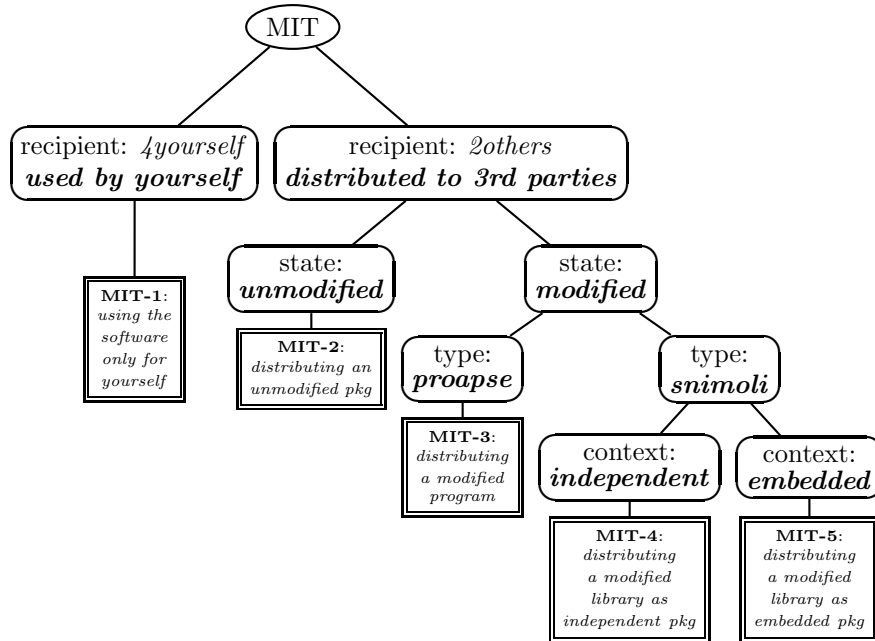 MIT
recipient: 4yourself
used by yourself
recipient: 2others
distributed to 3rd parties
state:
unmodified
state:
modified
MIT-1:
using the
software
only for
yourself
MIT-2:
distributing an
unmodified pkg
type:
proapse
type:
snimoli
MIT-3:
distributing
a modified
program
context:
independent
context:
embedded
MIT-4:
distributing
a modified
library as
independent pkg
MIT-5:
distributing
a modified
library as
embedded pkg